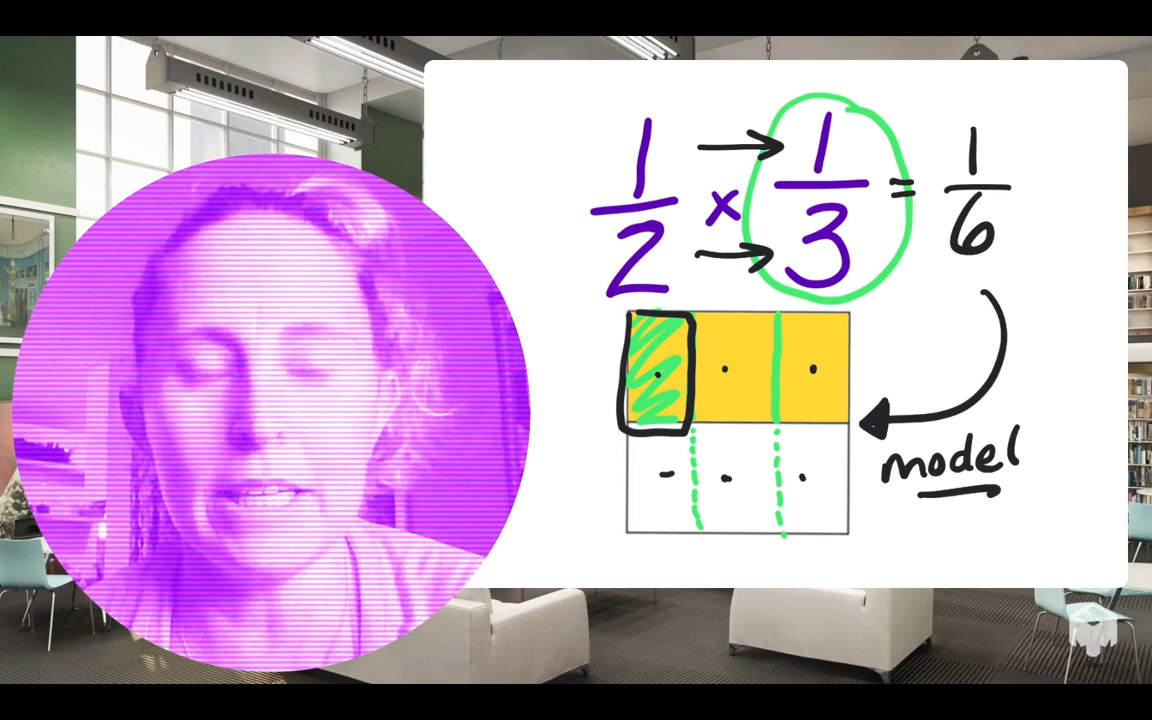 1/2 × 1/3 = 1/6
model